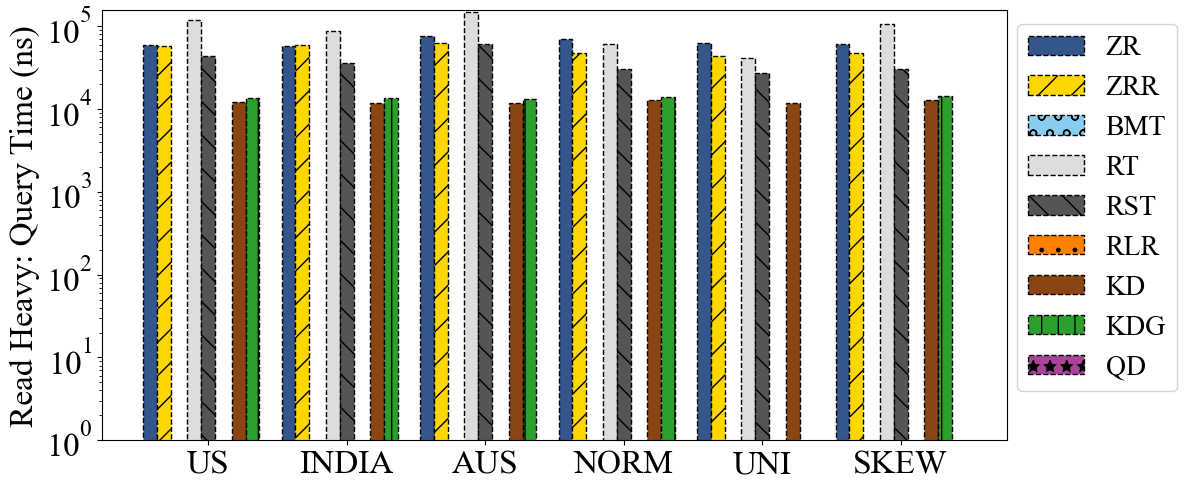 Read Heavy: Query Time (ns)
10^5
10^4
10^3
10^2
10^1
10^0
US INDIA AUS NORM UNI SKEW
ZR
ZRR
BMT
RT
RST
RLR
KD
KDG
QD